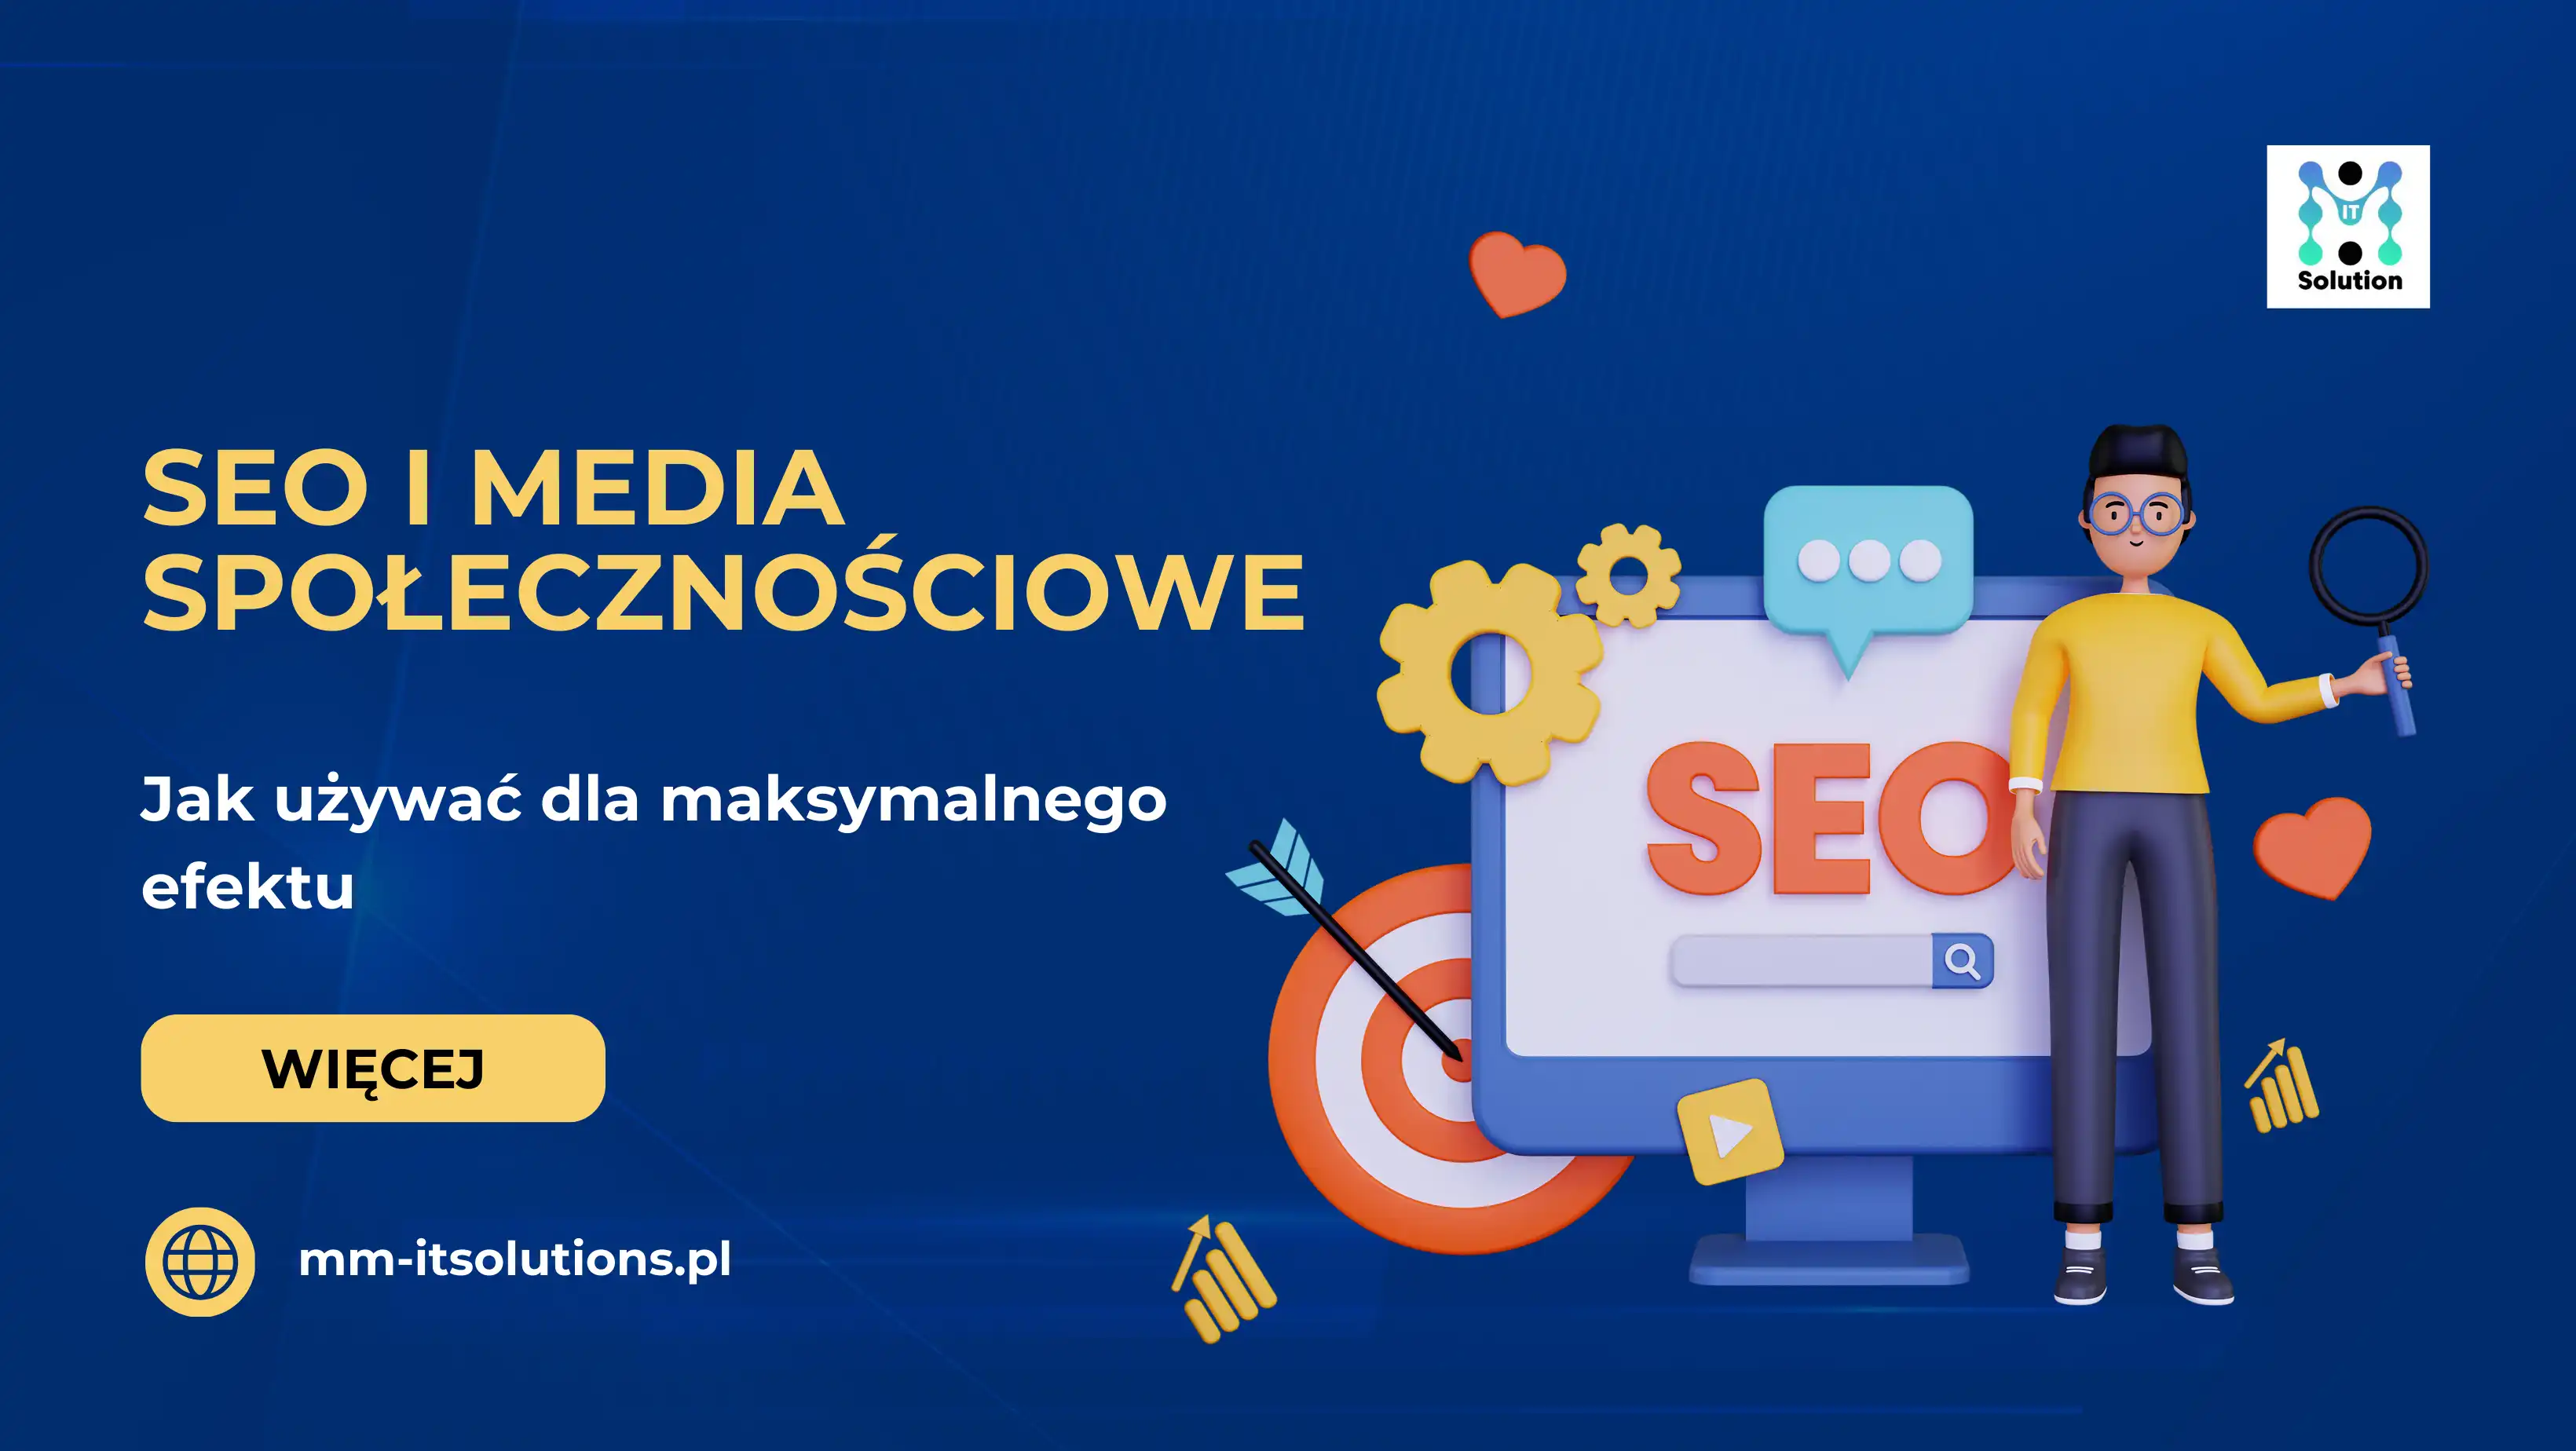 IT
Solution
SEO I MEDIA
SPOŁECZNOŚCIOWE
Jak używać dla maksymalnego
efektu
WIĘCEJ
mm-itsolutions.pl
SEO